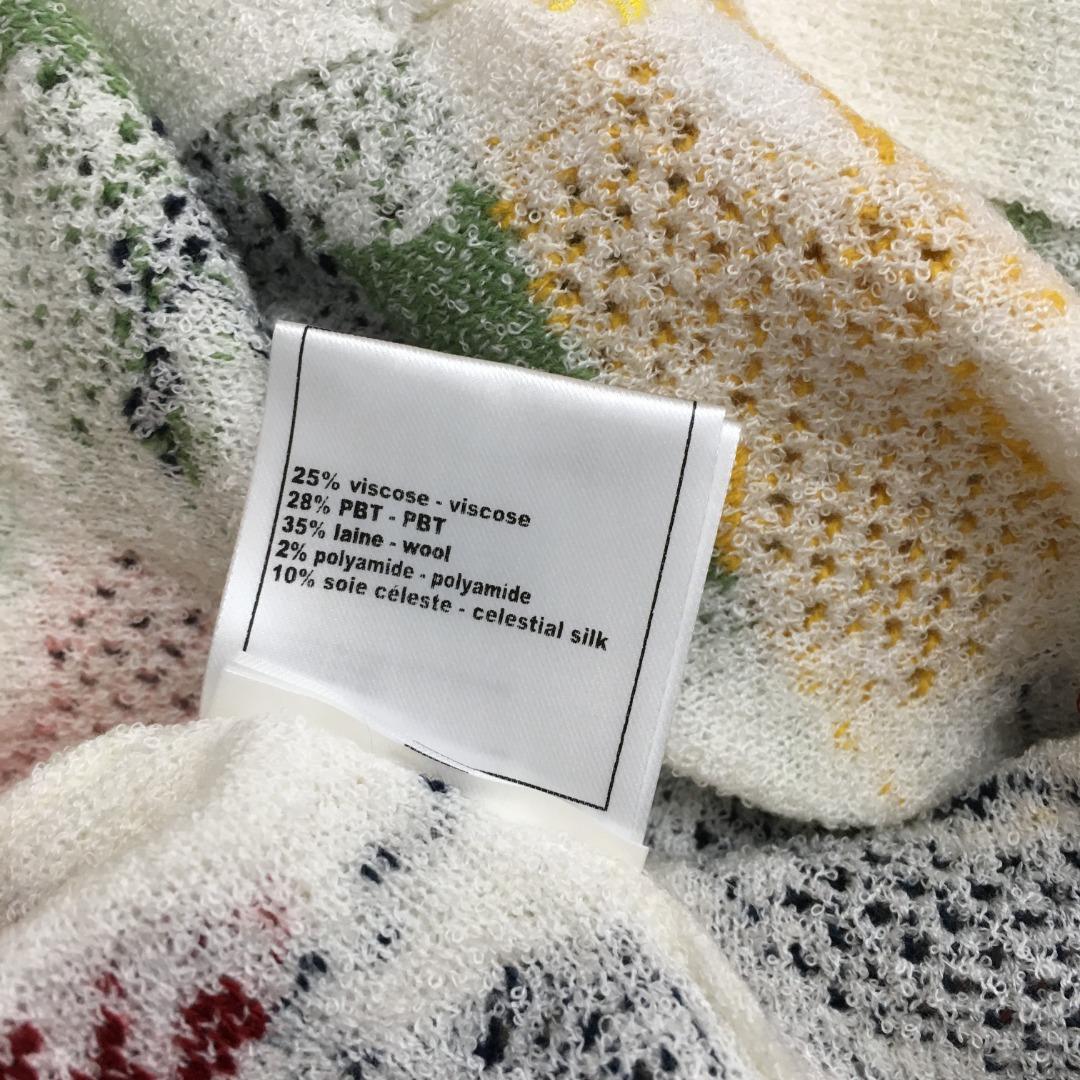 25% viscose - viscose
28% PBT - PBT
35% laine - wool
2% polyamide - polyamide
10% soie céleste - celestial silk